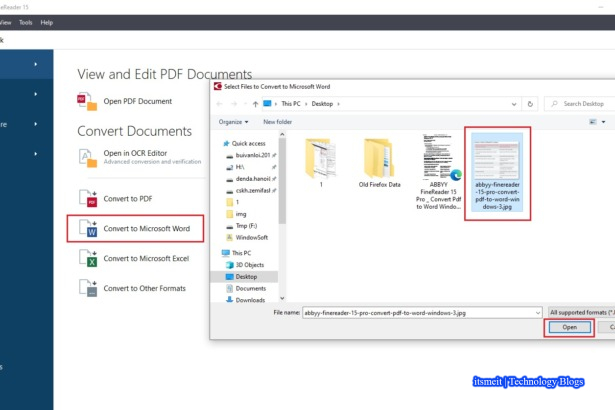 eReader 15
View Tools Help
k
View and Edit PDF Documents
Open PDF Document
Convert Documents
Open in OCR Editor
Advanced conversion and verification
Convert to PDF
Convert to Microsoft Word
Convert to Microsoft Excel
Convert to Other Formats
re
s
Select Files to Convert to Microsoft Word
This PC > Desktop >
Search Desktop
Organize
New folder
Quick access
buivanloi.201
H:\
denda.hanoi
cskh.zemifast
1
img
Tmp (F:)
WindowSoft
This PC
3D Objects
Desktop
Documents
Downloads
1
Old Firefox Data
ABBYY
FineReader 15
Pro _ Convert Pdf
to Word Windo...
abbyy-finereader
-15-pro-convert-
pdf-to-word-win
dows-3.jpg
File name:
abbyy-finereader-15-pro-convert-pdf-to-word-windows-3.jpg
All supported formats (*.
Open
Ca
itsmeit | Technology Blogs